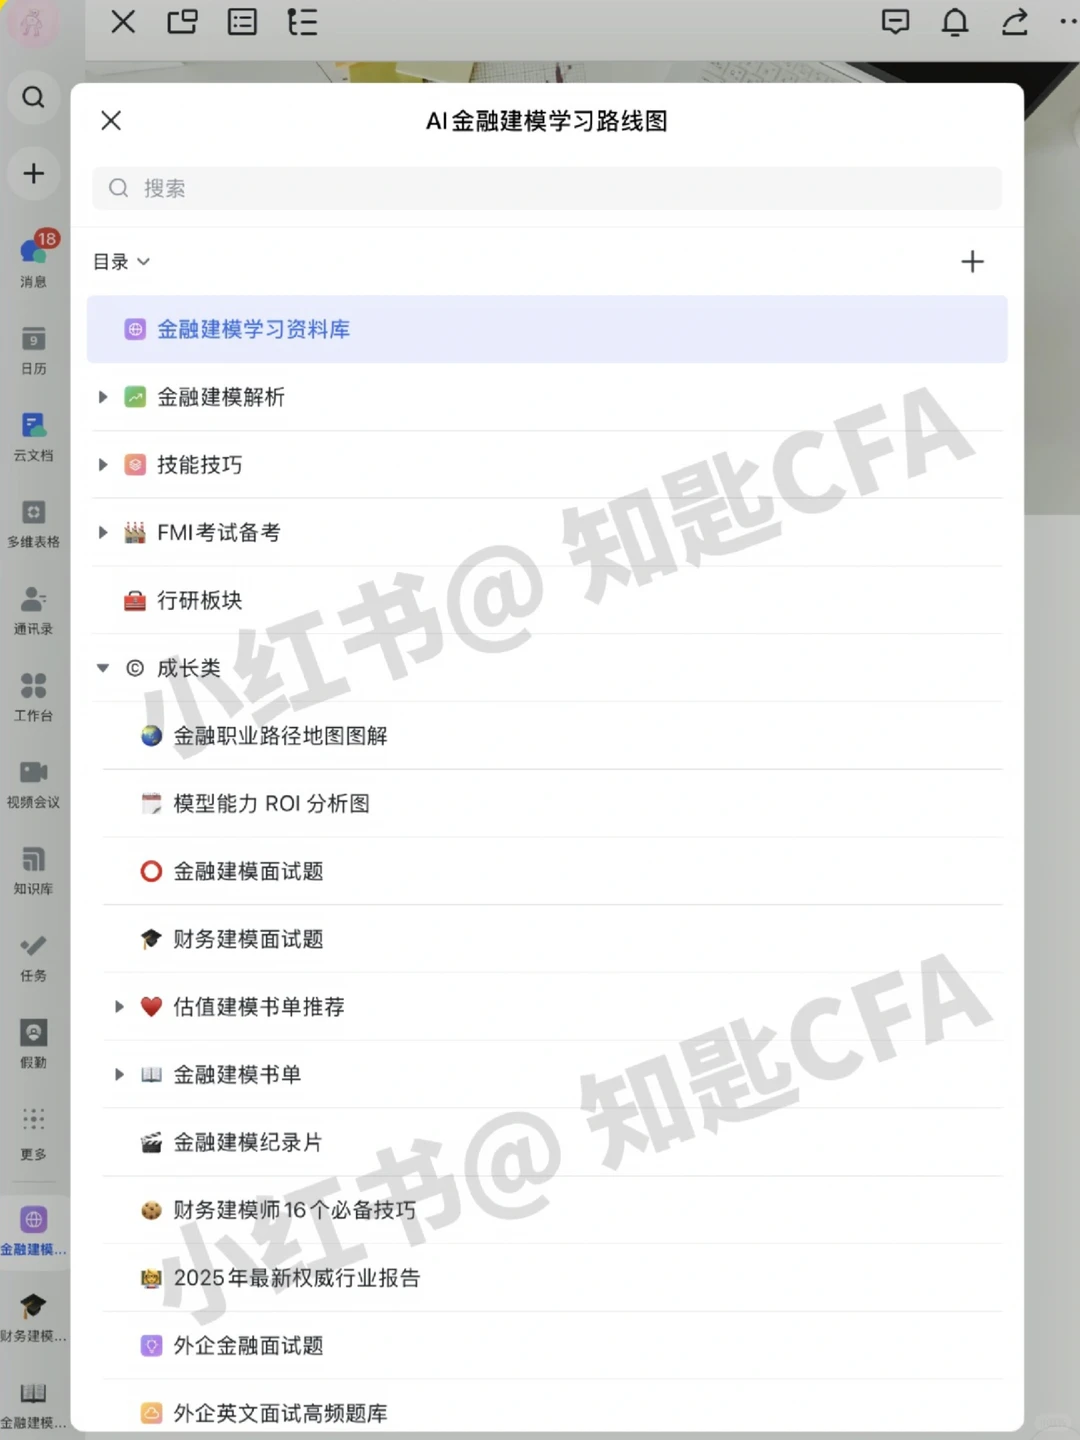 AI金融建模学习路线图
搜索
目录
金融建模学习资料库
金融建模解析
技能技巧
FMI考试备考
行研板块
© 成长类
金融职业路径地图图解
模型能力 ROI 分析图
金融建模面试题
财务建模面试题
估值建模书单推荐
金融建模书单
金融建模纪录片
财务建模师16个必备技巧
2025年最新权威行业报告
外企金融面试题
外企英文面试高频题库
18
消息
9
日历
云文档
多维表格
通讯录
工作台
视频会议
知识库
任务
假勤
更多
金融建模...
财务建模...
金融建模...
小红书@ 知匙CFA
小红书@ 知匙CFA